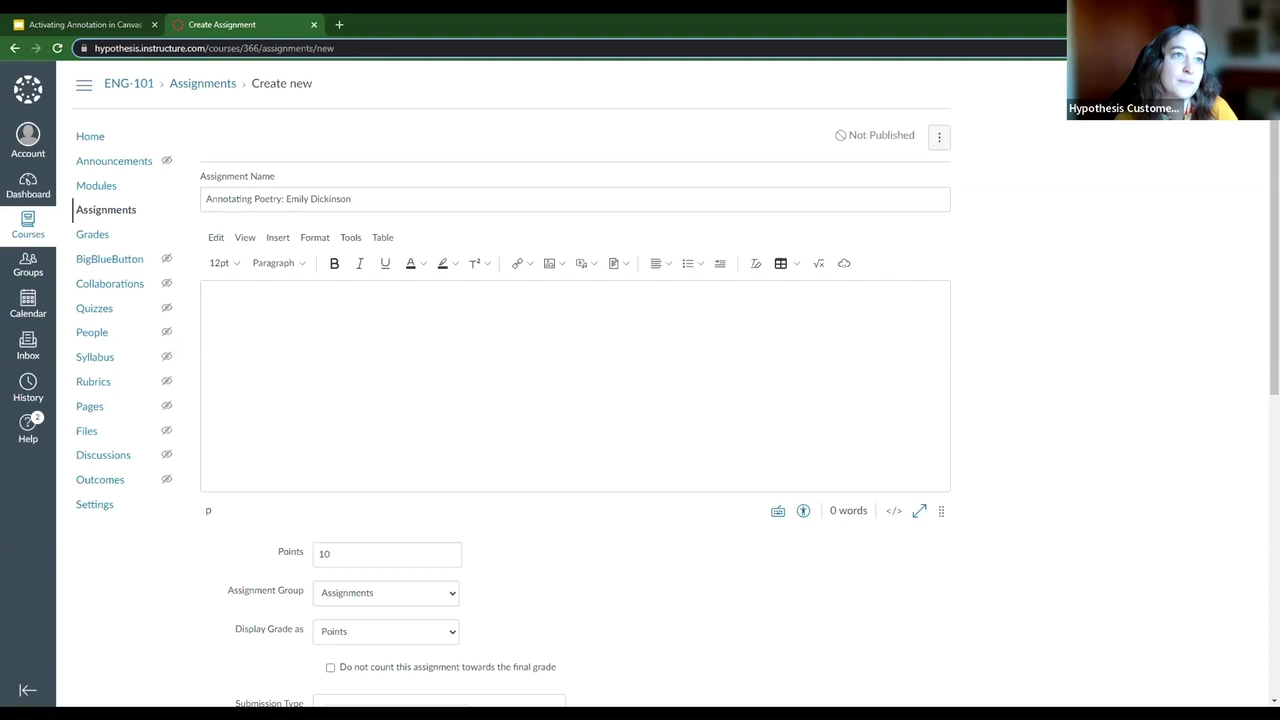 Activating Annotation in Canvas
Create Assignment
hypothesis.instructure.com/courses/366/assignments/new
Hypothesis Custome...
Account
Dashboard
Courses
Groups
Calendar
Inbox
History
2
Help
ENG-101 › Assignments › Create new
Home
Announcements
Modules
Assignments
Grades
BigBlueButton
Collaborations
Quizzes
People
Syllabus
Rubrics
Pages
Files
Discussions
Outcomes
Settings
Not Published
Assignment Name
Annotating Poetry: Emily Dickinson
Edit View Insert Format Tools Table
12pt Paragraph B I U A T²
p
0 words </>
Points 10
Assignment Group Assignments
Display Grade as Points
Do not count this assignment towards the final grade
Submission Type